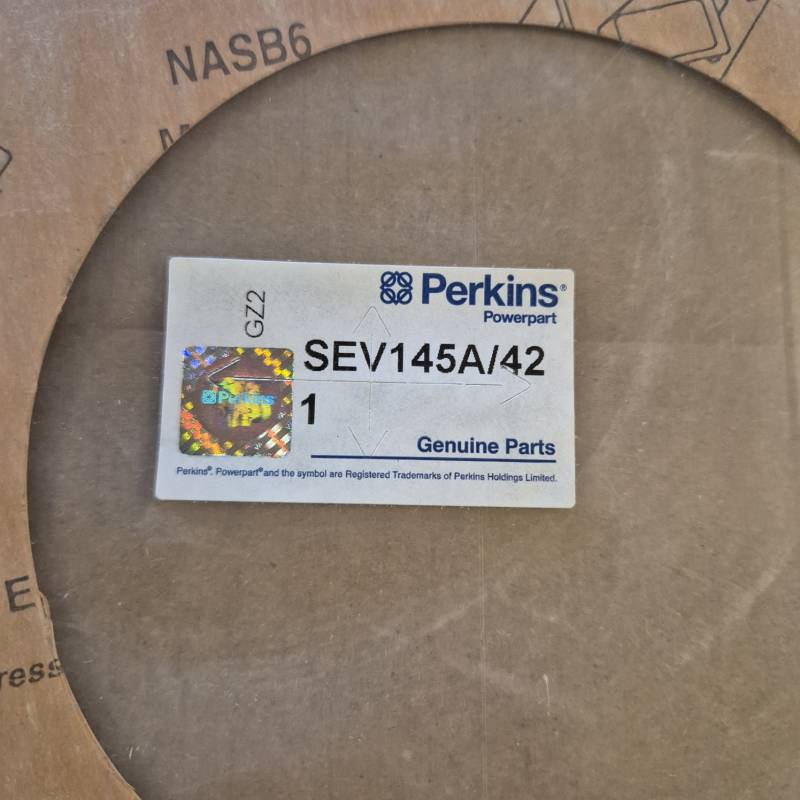 NASB6
GZ2
Perkins®
Powerpart
SEV145A/42
Perkins
1
Genuine Parts
Perkins®. Powerpart® and the symbol are Registered Trademarks of Perkins Holdings Limited.
E
ress